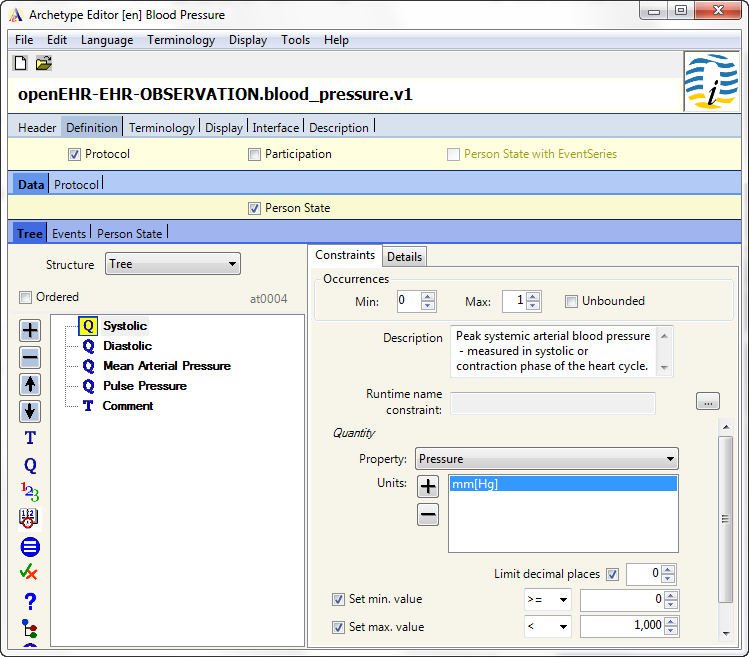 Archetype Editor [en] Blood Pressure
File Edit Language Terminology Display Tools Help
openEHR-EHR-OBSERVATION.blood_pressure.v1
Header Definition Terminology Display Interface Description
Protocol Participation Person State with EventSeries
Data Protocol
Person State
Tree Events Person State
Structure Tree
Ordered at0004
Q Systolic
Q Diastolic
Q Mean Arterial Pressure
Q Pulse Pressure
T Comment
T
Q
123
?
Constraints Details
Occurrences
Min: 0 Max: 1 Unbounded
Description Peak systemic arterial blood pressure
- measured in systolic or
contraction phase of the heart cycle.
Runtime name
constraint: ...
Quantity
Property: Pressure
Units: mm[Hg]
Limit decimal places 0
Set min. value >= 0
Set max. value < 1,000